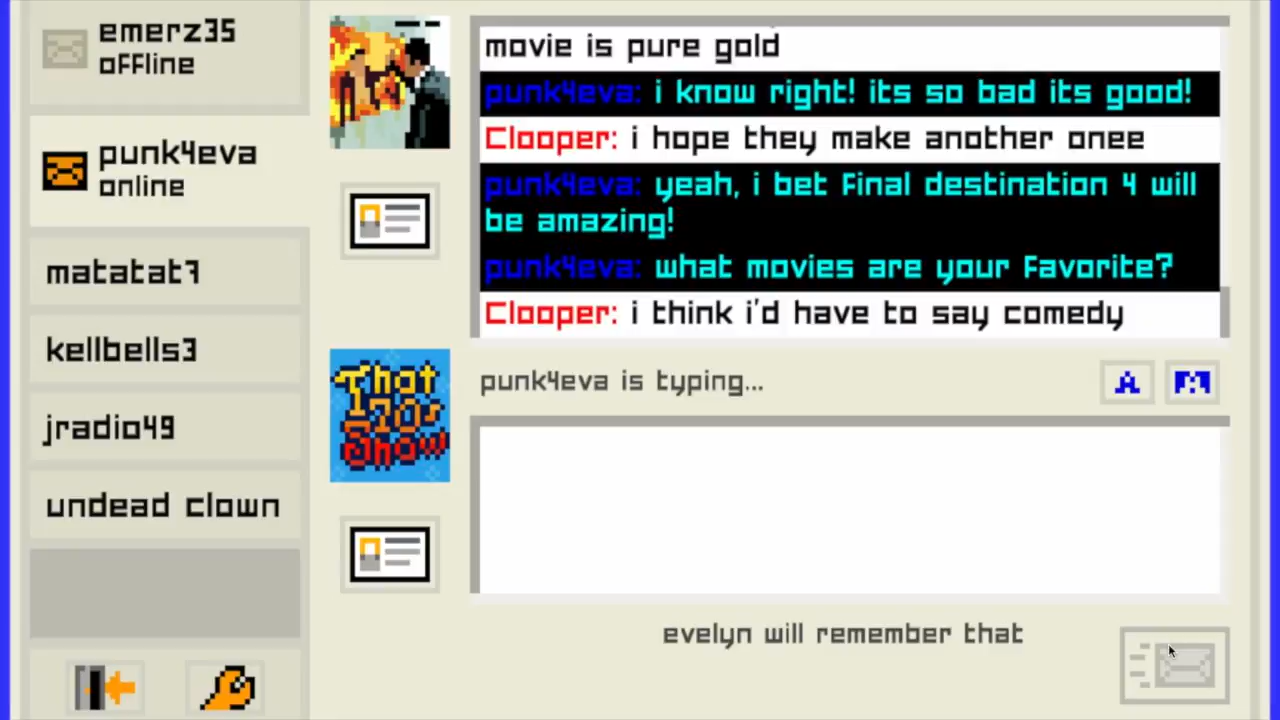 emerz35
offline
punk4eva
online
matatat7
kellbells3
jradio49
undead clown
movie is pure gold
punk4eva: i know right! its so bad its good!
Clooper: i hope they make another onee
punk4eva: yeah, i bet final destination 4 will
be amazing!
punk4eva: what movies are your favorite?
Clooper: i think i'd have to say comedy
That
70s
Show
punk4eva is typing...
A
M
evelyn will remember that